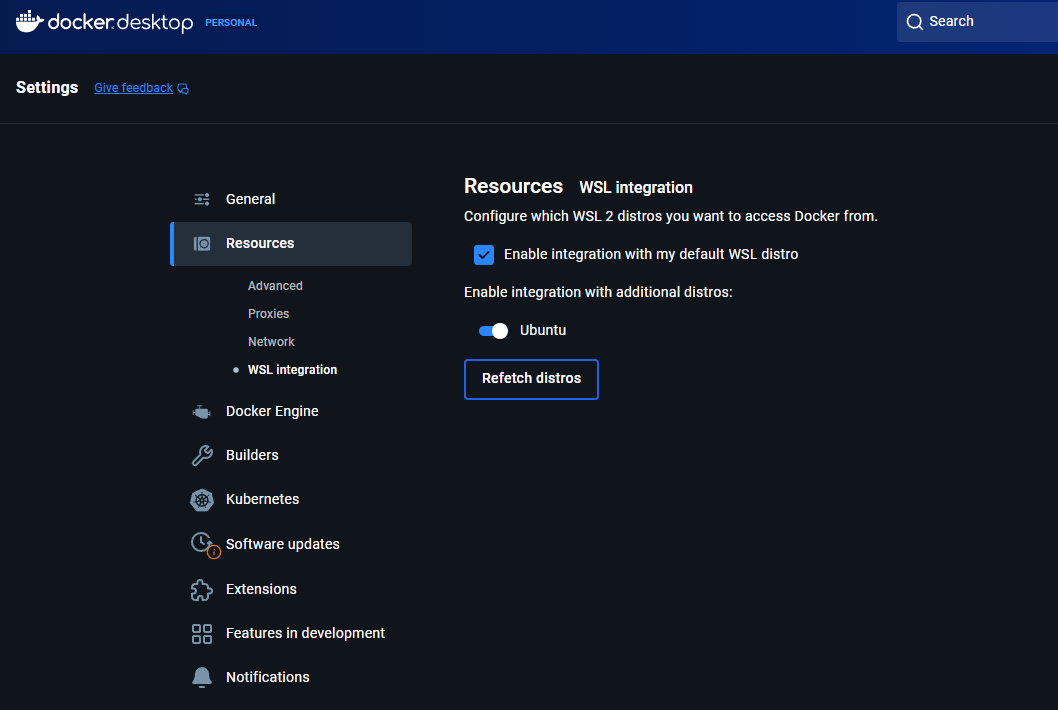 docker.desktop PERSONAL
Search
Settings Give feedback
General
Resources
Advanced
Proxies
Network
WSL integration
Docker Engine
Builders
Kubernetes
Software updates
Extensions
Features in development
Notifications
Resources WSL integration
Configure which WSL 2 distros you want to access Docker from.
Enable integration with my default WSL distro
Enable integration with additional distros:
Ubuntu
Refetch distros